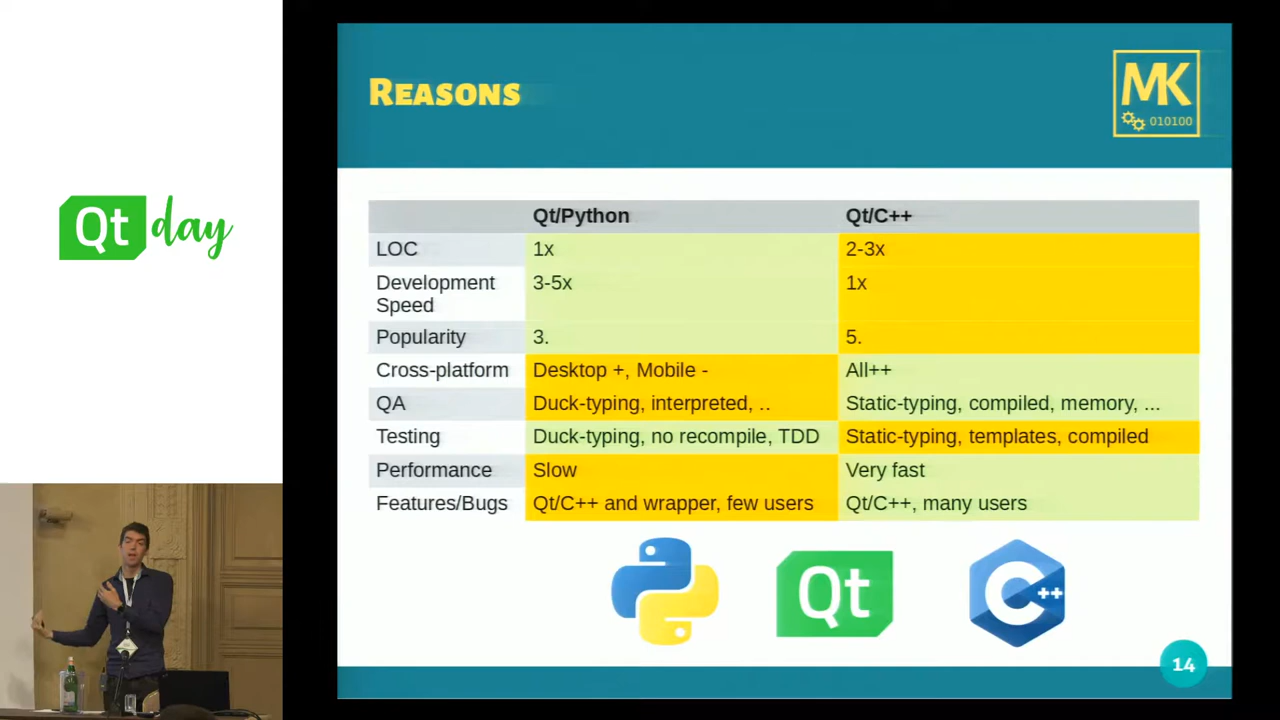 Qt day
REASONS
MK
010100
Qt/Python Qt/C++
LOC 1x 2-3x
Development
Speed 3-5x 1x
Popularity 3. 5.
Cross-platform Desktop +, Mobile - All++
QA Duck-typing, interpreted, .. Static-typing, compiled, memory, ...
Testing Duck-typing, no recompile, TDD Static-typing, templates, compiled
Performance Slow Very fast
Features/Bugs Qt/C++ and wrapper, few users Qt/C++, many users
Qt
C++
14